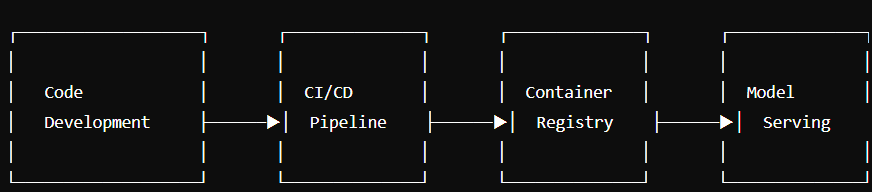 Code CI/CD Container Model
Development Pipeline Registry Serving